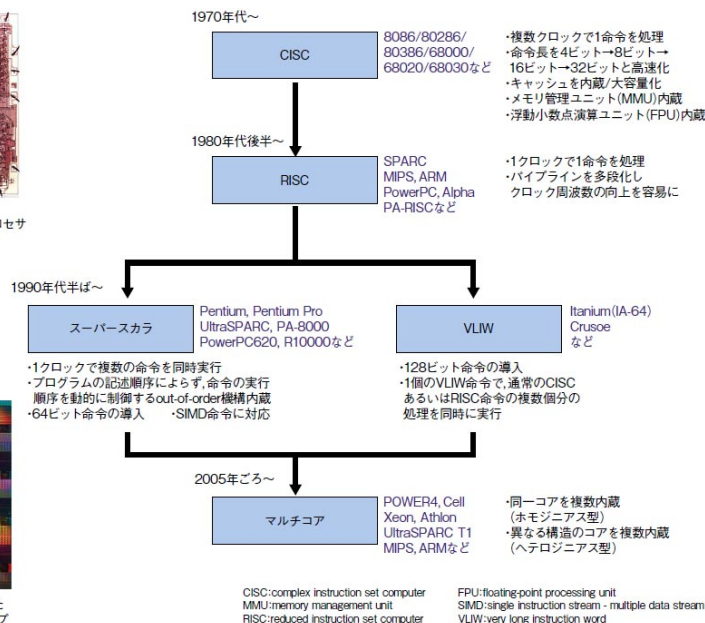 1970年代~
CISC
8086/80286/
80386/68000/
68020/68030など
・複数クロックで1命令を処理
・命令長を4ビット→8ビット→
16ビット→32ビットと高速化
・キャッシュを内蔵/大容量化
・メモリ管理ユニット(MMU)内蔵
・浮動小数点演算ユニット(FPU)内蔵
1980年代後半~
RISC
SPARC
MIPS, ARM
PowerPC, Alpha
PA-RISCなど
・1クロックで1命令を処理
・パイプラインを多段化し
クロック周波数の向上を容易に
ロセサ
1990年代半ば~
スーパースカラ
Pentium, Pentium Pro
UltraSPARC, PA-8000
PowerPC620, R10000など
・1クロックで複数の命令を同時実行
・プログラムの記述順序によらず,命令の実行
順序を動的に制御するout-of-order機構内蔵
・64ビット命令の導入 ・SIMD命令に対応
VLIW
Itanium(IA-64)
Crusoe
など
・128ビット命令の導入
・1個のVLIW命令で,通常のCISC
あるいはRISC命令の複数個分の
処理を同時に実行
2005年ごろ~
マルチコア
POWER4, Cell
Xeon, Athlon
UltraSPARC T1
MIPS, ARMなど
・同一コアを複数内蔵
(ホモジニアス型)
・異なる構造のコアを複数内蔵
(ヘテロジニアス型)
CISC:complex instruction set computer
MMU:memory management unit
RISC:reduced instruction set computer
FPU:floating-point processing unit
SIMD:single instruction stream - multiple data stream
VLIW:very long instruction word